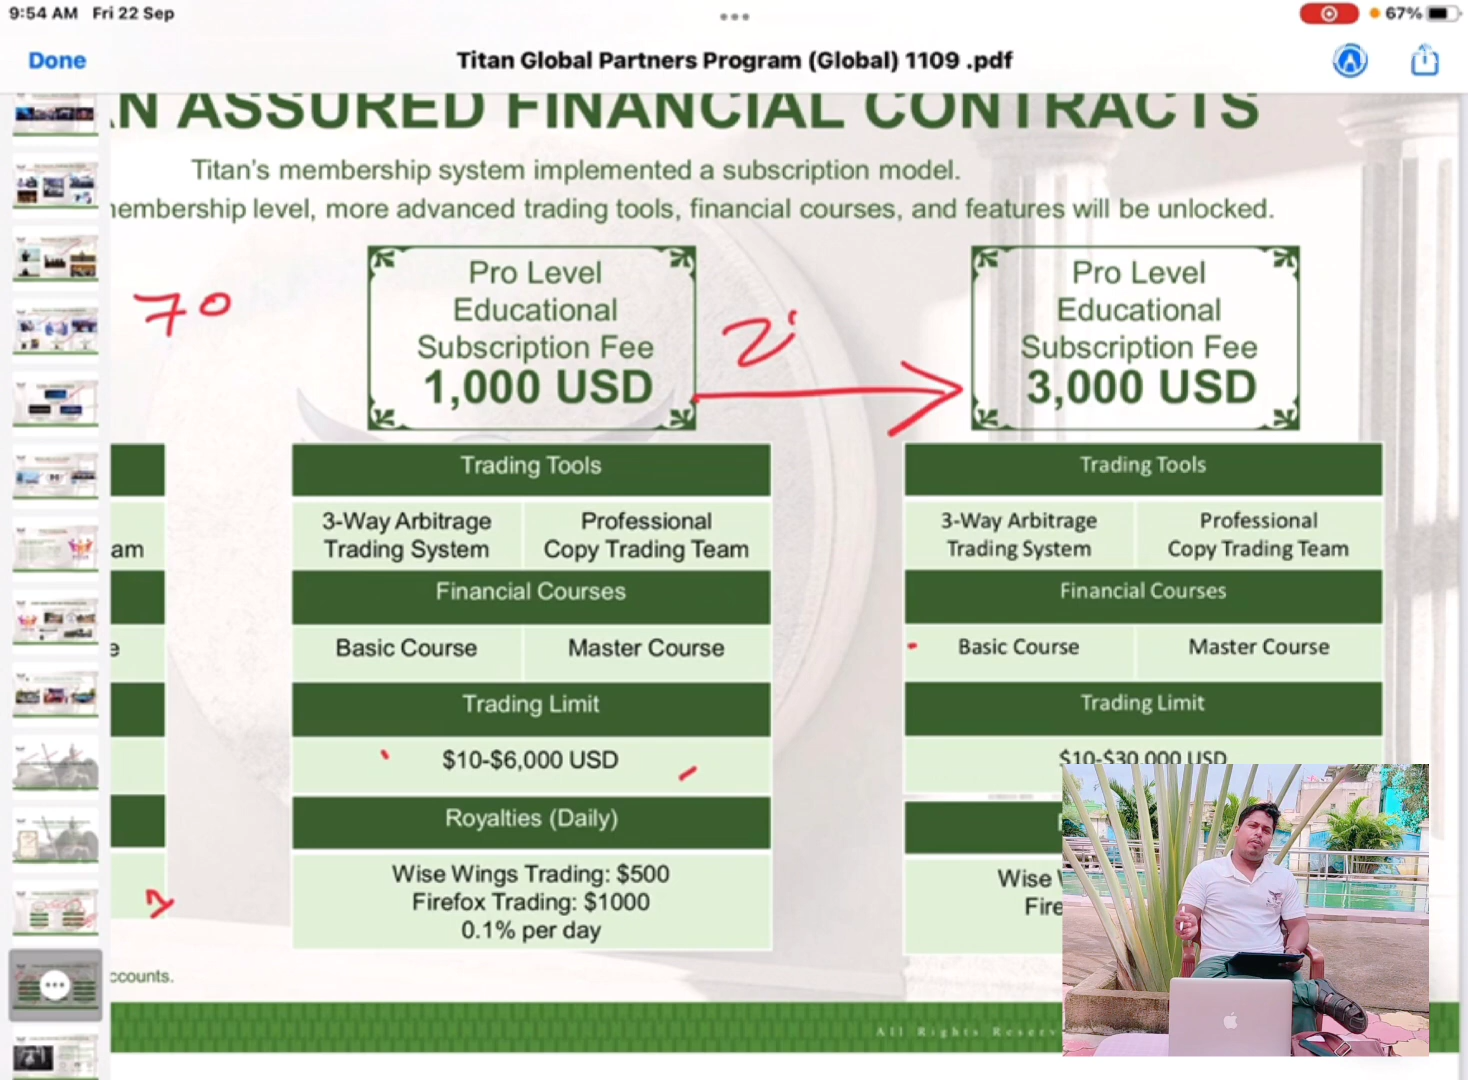 9:54 AM Fri 22 Sep
67%
Done
Titan Global Partners Program (Global) 1109 .pdf
N ASSURED FINANCIAL CONTRACTS
Titan's membership system implemented a subscription model.
membership level, more advanced trading tools, financial courses, and features will be unlocked.
70
Pro Level
Educational
Subscription Fee
1,000 USD
Pro Level
Educational
Subscription Fee
3,000 USD
am
e
ccounts.
Trading Tools
3-Way Arbitrage
Trading System
Professional
Copy Trading Team
Financial Courses
Basic Course
Master Course
Trading Limit
$10-$6,000 USD
Royalties (Daily)
Wise Wings Trading: $500
Firefox Trading: $1000
0.1% per day
Trading Tools
3-Way Arbitrage
Trading System
Professional
Copy Trading Team
Financial Courses
Basic Course
Master Course
Trading Limit
$10-$30,000 USD
Wise
Fire
All Rights Reserv